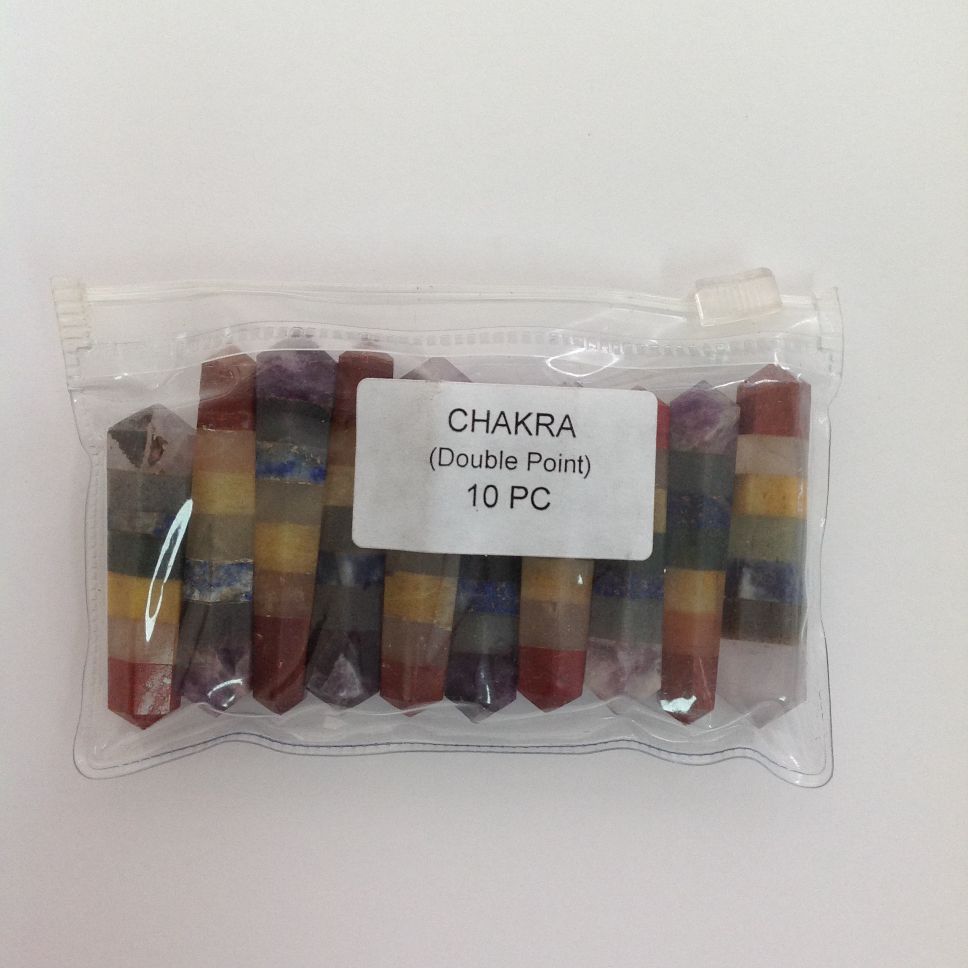 CHAKRA
(Double Point)
10 PC